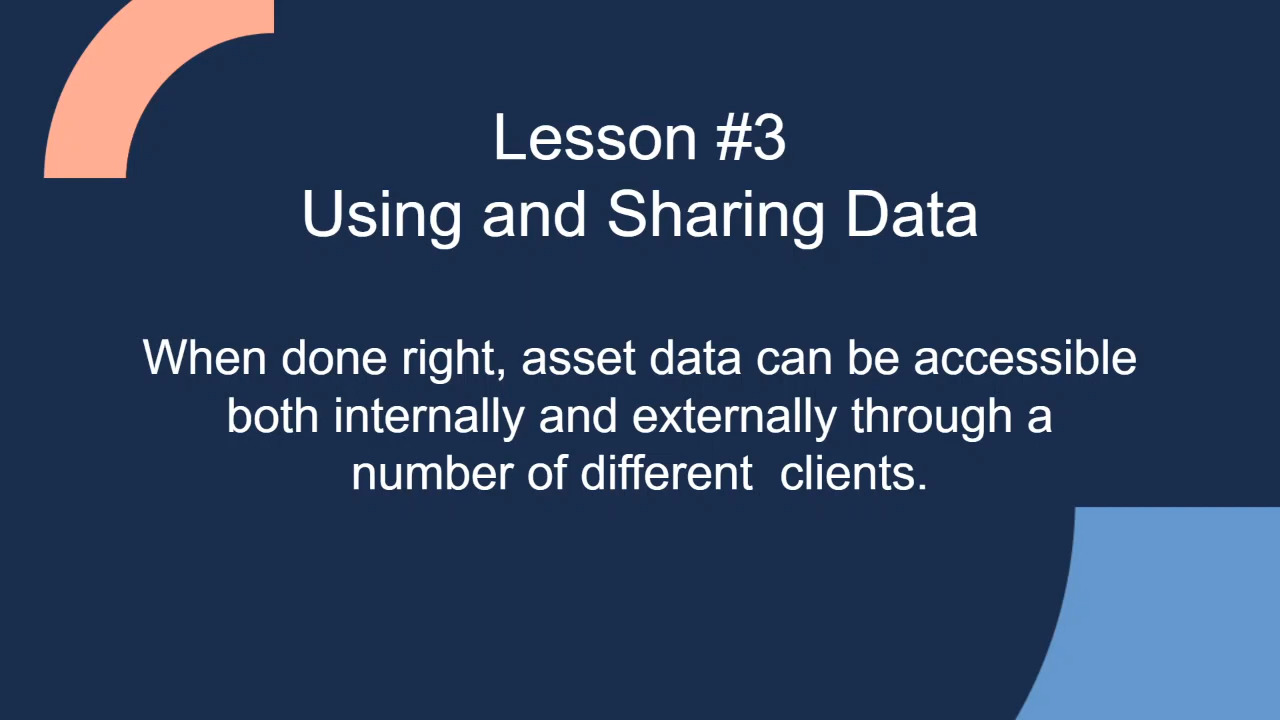 Lesson #3
Using and Sharing Data
When done right, asset data can be accessible
both internally and externally through a
number of different  clients.